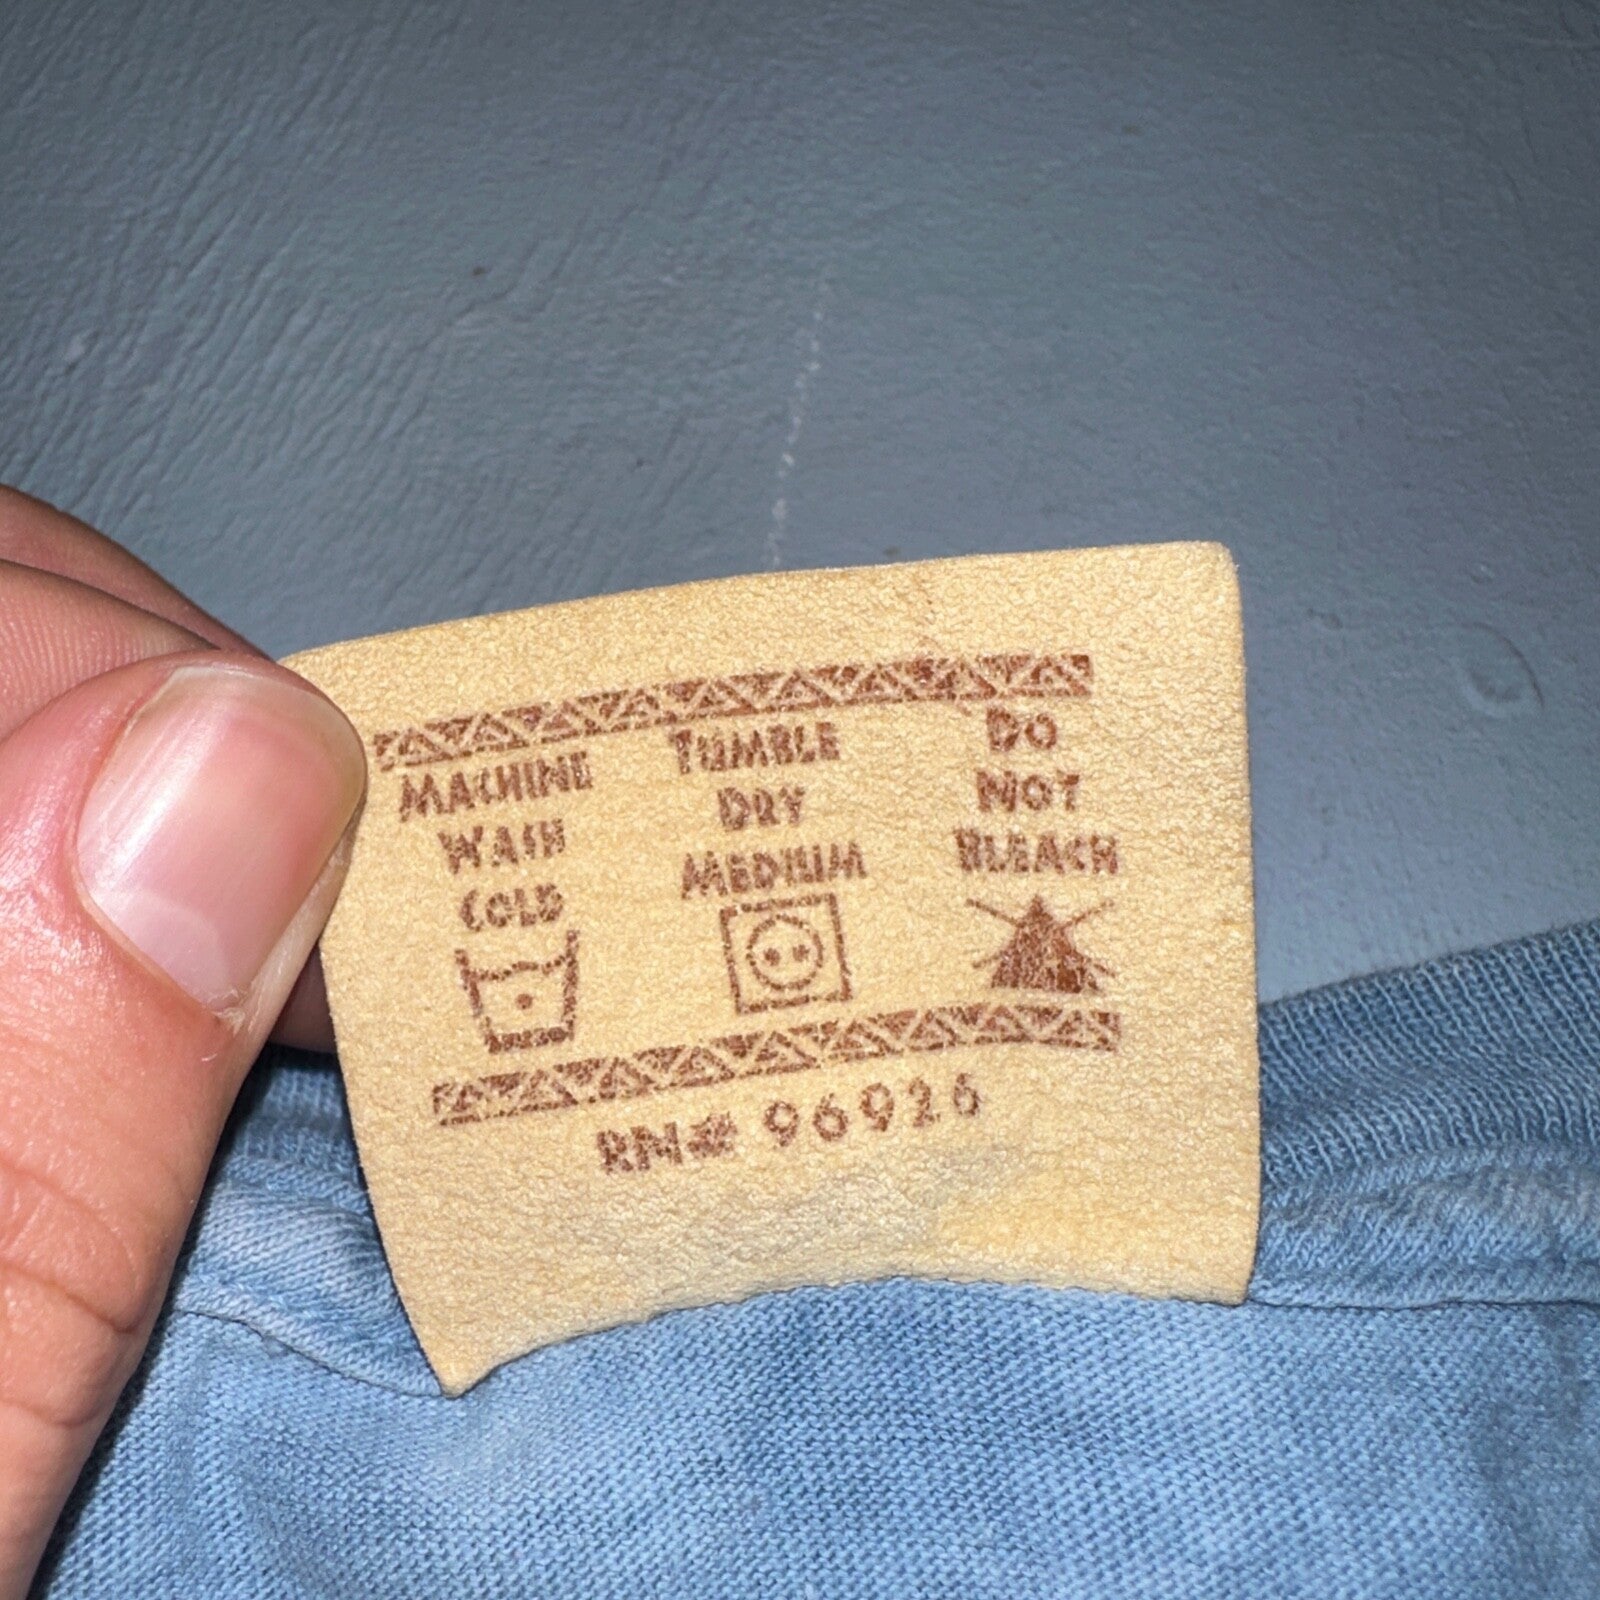 MACHINE
WASH
COLD
TUMBLE
DRY
MEDIUM
DO
NOT
BLEACH
RN# 96926